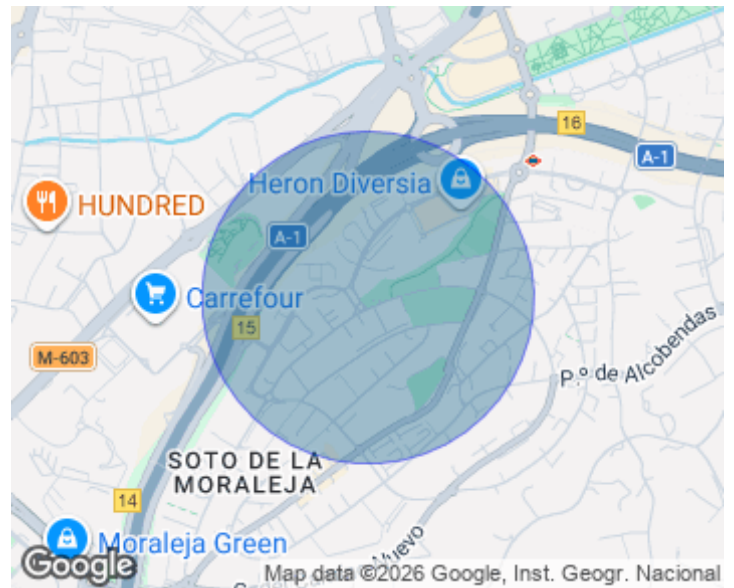 16
A-1
Heron Diversia
HUNDRED
A-1
Carrefour
15
M-603
P.º de Alcobendas
SOTO DE LA
MORALEJA
14
Moraleja Green
Nuevo
Google
Map data ©2026 Google, Inst. Geogr. Nacional